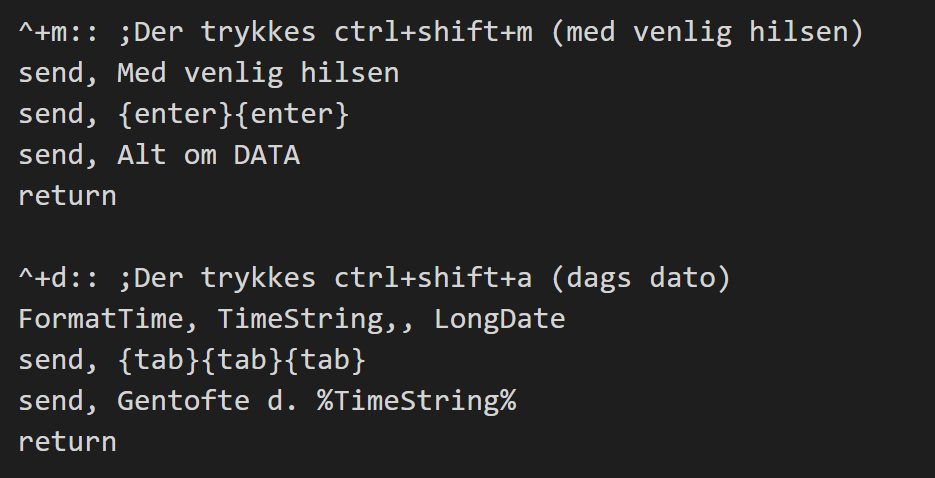 ^+m:: ;Der trykkes ctrl+shift+m (med venlig hilsen)
send, Med venlig hilsen
send, {enter}{enter}
send, Alt om DATA
return
^+d:: ;Der trykkes ctrl+shift+a (dags dato)
FormatTime, TimeString,, LongDate
send, {tab}{tab}{tab}
send, Gentofte d. %TimeString%
return